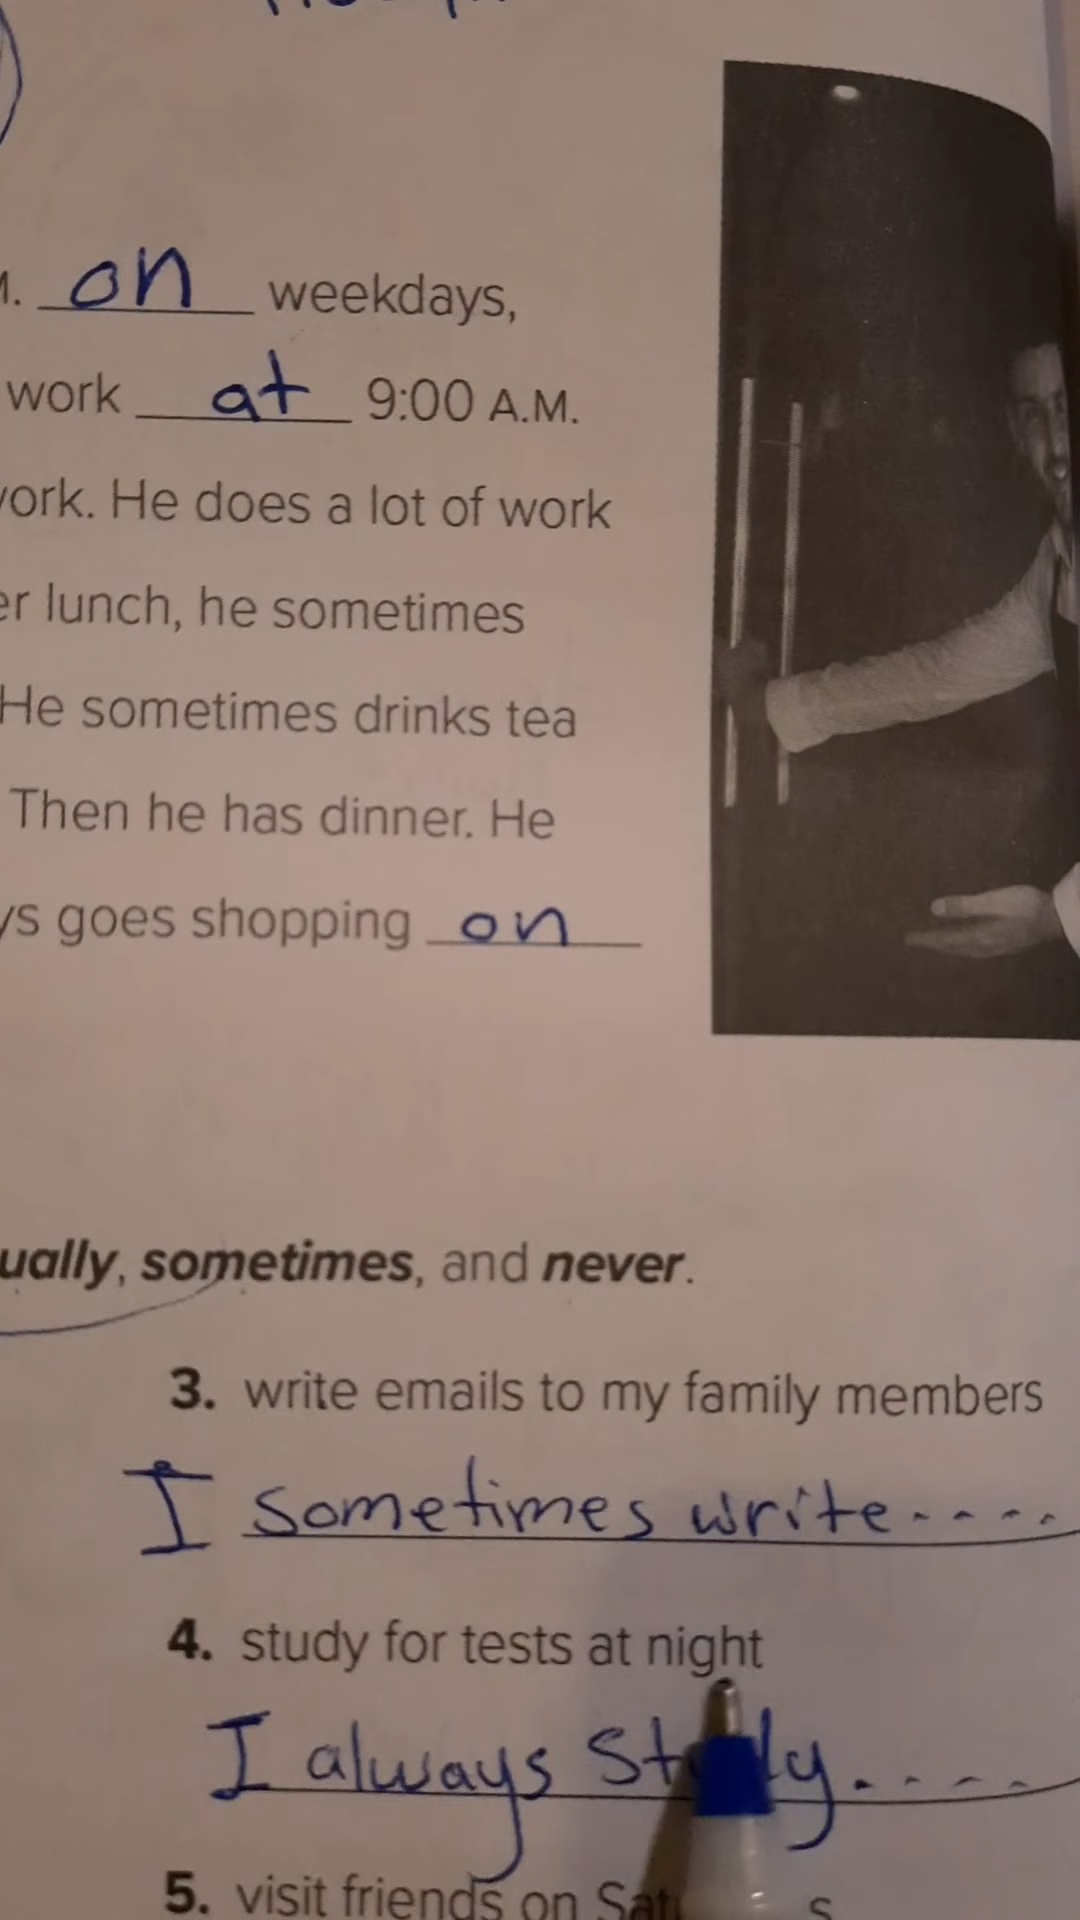 on weekdays,
work at 9:00 A.M.
ork. He does a lot of work
er lunch, he sometimes
He sometimes drinks tea
Then he has dinner. He
ys goes shopping on
ually, sometimes, and never.
3. write emails to my family members
I sometimes write....
4. study for tests at night
I always Study....
5. visit friends on